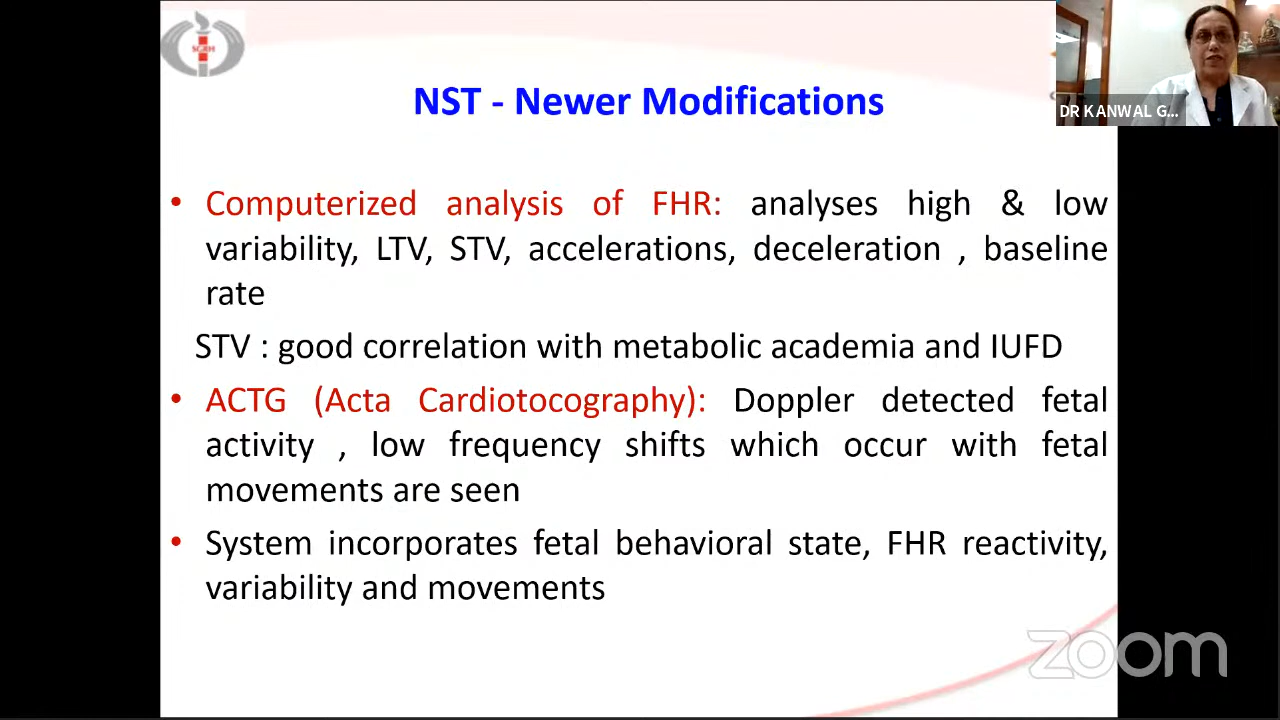 SGRH
NST - Newer Modifications
DR KANWAL G...
• Computerized analysis of FHR: analyses high & low
variability, LTV, STV, accelerations, deceleration , baseline
rate
STV : good correlation with metabolic academia and IUFD
• ACTG (Acta Cardiotocography): Doppler detected fetal
activity , low frequency shifts which occur with fetal
movements are seen
• System incorporates fetal behavioral state, FHR reactivity,
variability and movements
zoom